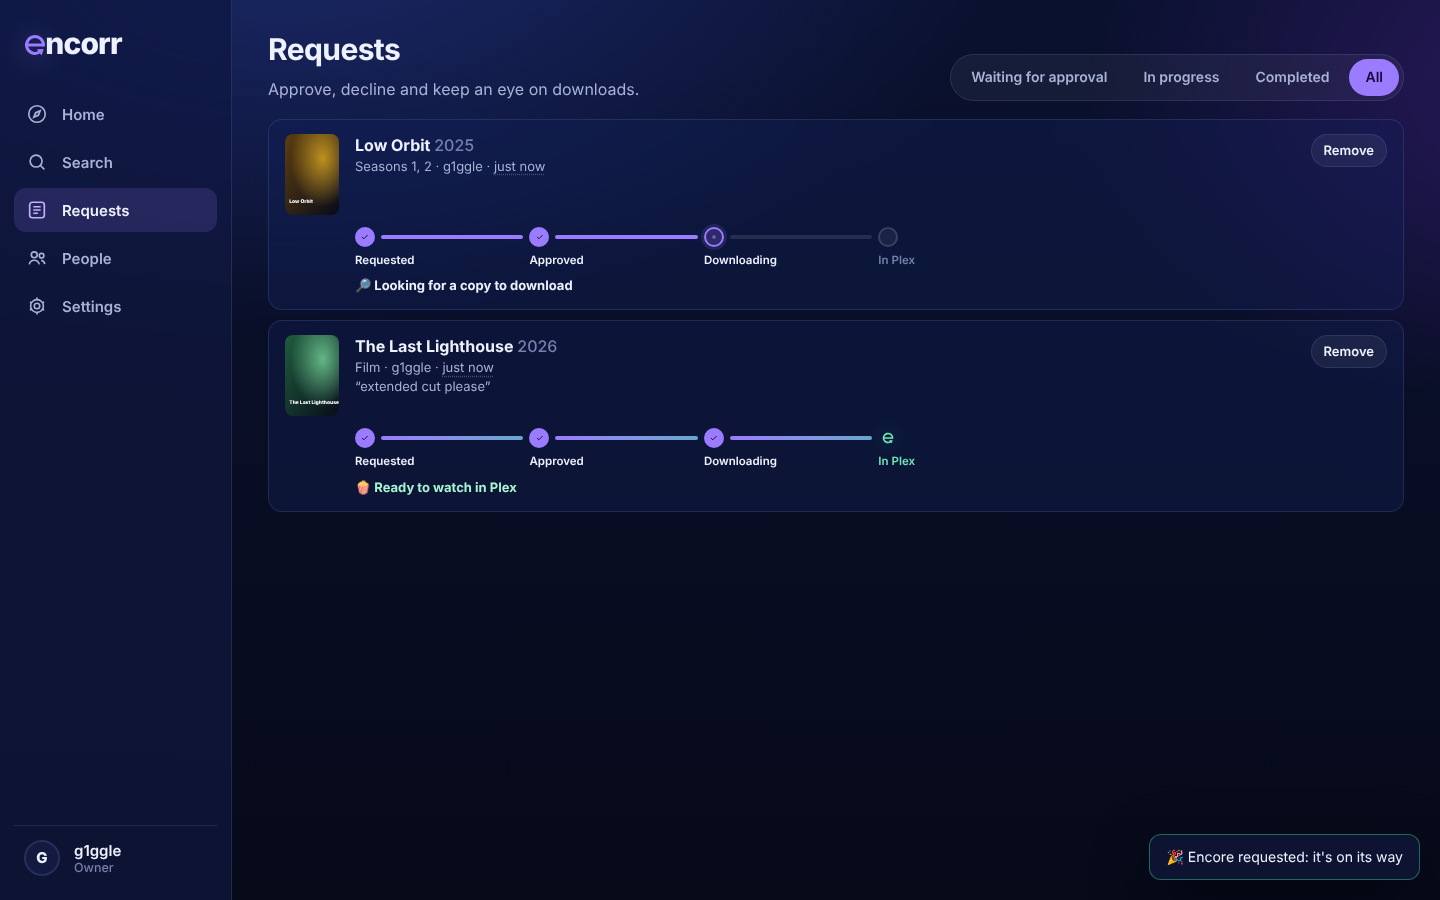 encorr
Home
Search
Requests
People
Settings
G
g1ggle
Owner
Requests
Approve, decline and keep an eye on downloads.
Waiting for approval
In progress
Completed
All
Low Orbit
Low Orbit 2025
Seasons 1, 2 · g1ggle · just now
Remove
Requested
Approved
Downloading
In Plex
🔎 Looking for a copy to download
The Last Lighthouse
The Last Lighthouse 2026
Film · g1ggle · just now
“extended cut please”
Remove
Requested
Approved
Downloading
In Plex
🍿 Ready to watch in Plex
🎉 Encore requested: it's on its way